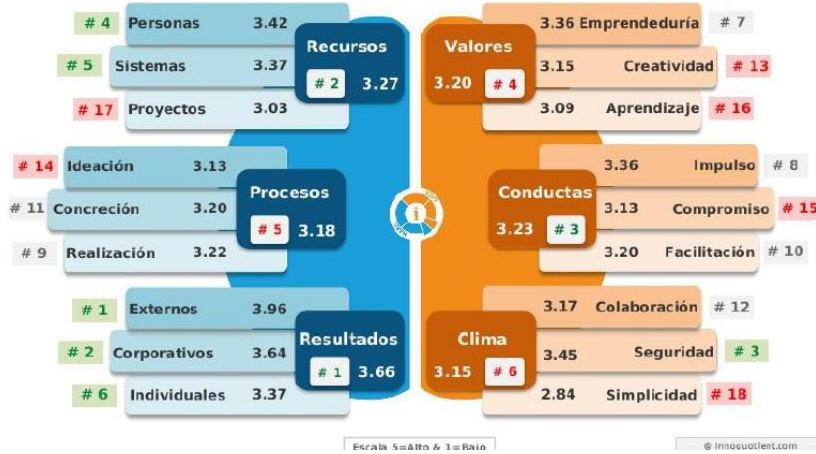 # 4 Personas 3.42
# 5 Sistemas 3.37
# 17 Proyectos 3.03
Recursos
# 2 3.27
# 14 Ideación 3.13
# 11 Concreción 3.20
# 9 Realización 3.22
Procesos
# 5 3.18
# 1 Externos 3.96
# 2 Corporativos 3.64
# 6 Individuales 3.37
Resultados
# 1 3.66
Valores
3.20 # 4
3.36 Emprendeduría # 7
3.15 Creatividad # 13
3.09 Aprendizaje # 16
Conductas
3.23 # 3
3.36 Impulso # 8
3.13 Compromiso # 15
3.20 Facilitación # 10
Clima
3.15 # 6
3.17 Colaboración # 12
3.45 Seguridad # 3
2.84 Simplicidad # 18
i
Escala 5=Alto & 1=Bajo
© Innoquotient.com